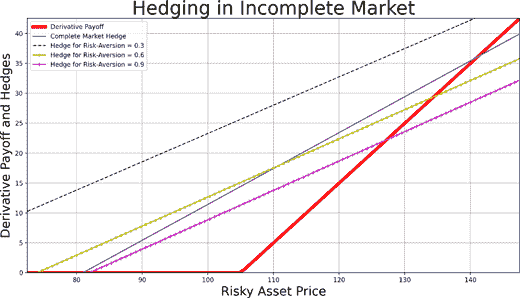 Hedging in Incomplete Market
Derivative Payoff
Complete Market Hedge
Hedge for Risk-Aversion = 0.3
Hedge for Risk-Aversion = 0.6
Hedge for Risk-Aversion = 0.9
Derivative Payoff and Hedges
40
35
30
25
20
15
10
5
0
80 90 100 110 120 130 140
Risky Asset Price